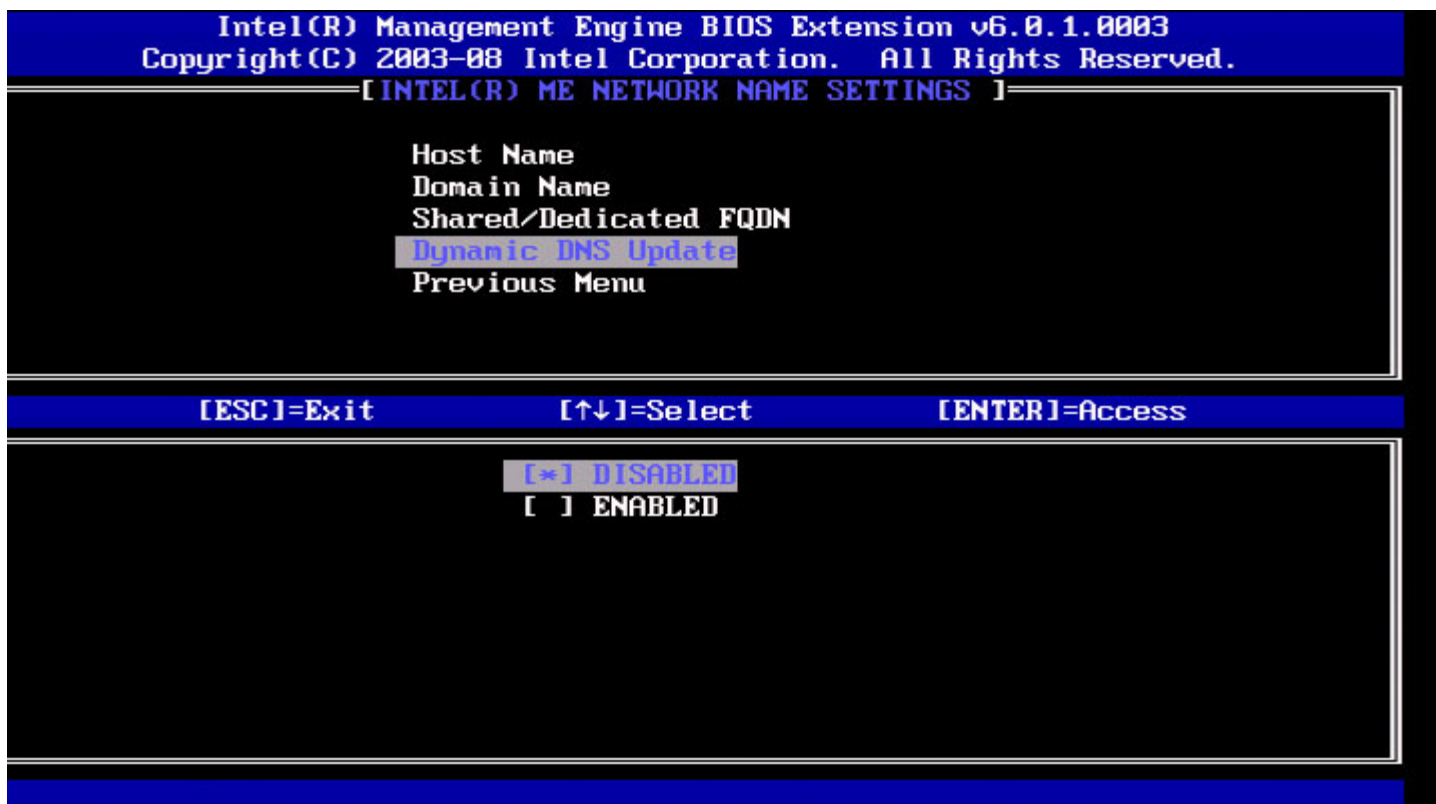 Intel(R) Management Engine BIOS Extension v6.0.1.0003
Copyright(C) 2003-08 Intel Corporation. All Rights Reserved.
[INTEL(R) ME NETWORK NAME SETTINGS ]
Host Name
Domain Name
Shared/Dedicated FQDN
Dynamic DNS Update
Previous Menu
[ESC]=Exit [↑↓]=Select [ENTER]=Access
[*] DISABLED
[ ] ENABLED